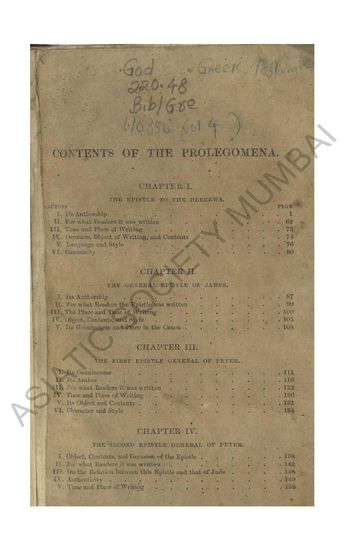 God Greek Testam
220.48
Bib/Gre
110350 (vol 4)
CONTENTS OF THE PROLEGOMENA.
CHAPTER I.
THE EPISTLE TO THE HEBREWS.
SECTION PAGE
I. Its Authorship . . . 1
II. For what Readers it was written . . . 62
III. Time and Place of Writing . . . 73
IV. Occasion, Object of Writing, and Contents . . . 74
V. Language and Style . . . 76
VI. Canonicity . . . 80
CHAPTER II.
THE GENERAL EPISTLE OF JAMES.
I. Its Authorship . . . 87
II. For what Readers the Epistle was written . . . 99
III. The Place and Time of Writing . . . 100
IV. Object, Contents, and Style . . . 105
V. Its Genuineness and Place in the Canon . . . 108
CHAPTER III.
THE FIRST EPISTLE GENERAL OF PETER.
I. Its Genuineness . . . 111
II. Its Author . . . 116
III. For what Readers it was written . . . 122
IV. Time and Place of Writing . . . 126
V. Its Object and Contents . . . 131
VI. Character and Style . . . 134
CHAPTER IV.
THE SECOND EPISTLE GENERAL OF PETER.
I. Object, Contents, and Occasion of the Epistle . . . 138
II. For what Readers it was written . . . 142
III. On the Relation between this Epistle and that of Jude . . . 148
IV. Authenticity . . . 149
V. Time and Place of Writing . . . 158
ASIATIC SOCIETY MUMBAI